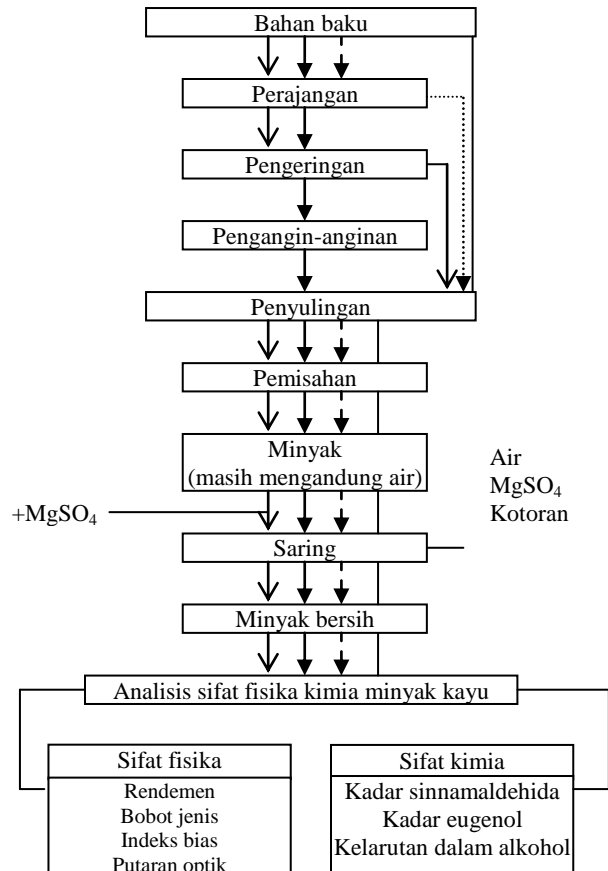 Bahan baku
Perajangan
Pengeringan
Pengangin-anginan
Penyulingan
Pemisahan
Minyak
(masih mengandung air)
Air
MgSO₄
Kotoran
+MgSO₄
Saring
Minyak bersih
Analisis sifat fisika kimia minyak kayu
Sifat fisika
Rendemen
Bobot jenis
Indeks bias
Putaran optik
Sifat kimia
Kadar sinnamaldehida
Kadar eugenol
Kelarutan dalam alkohol